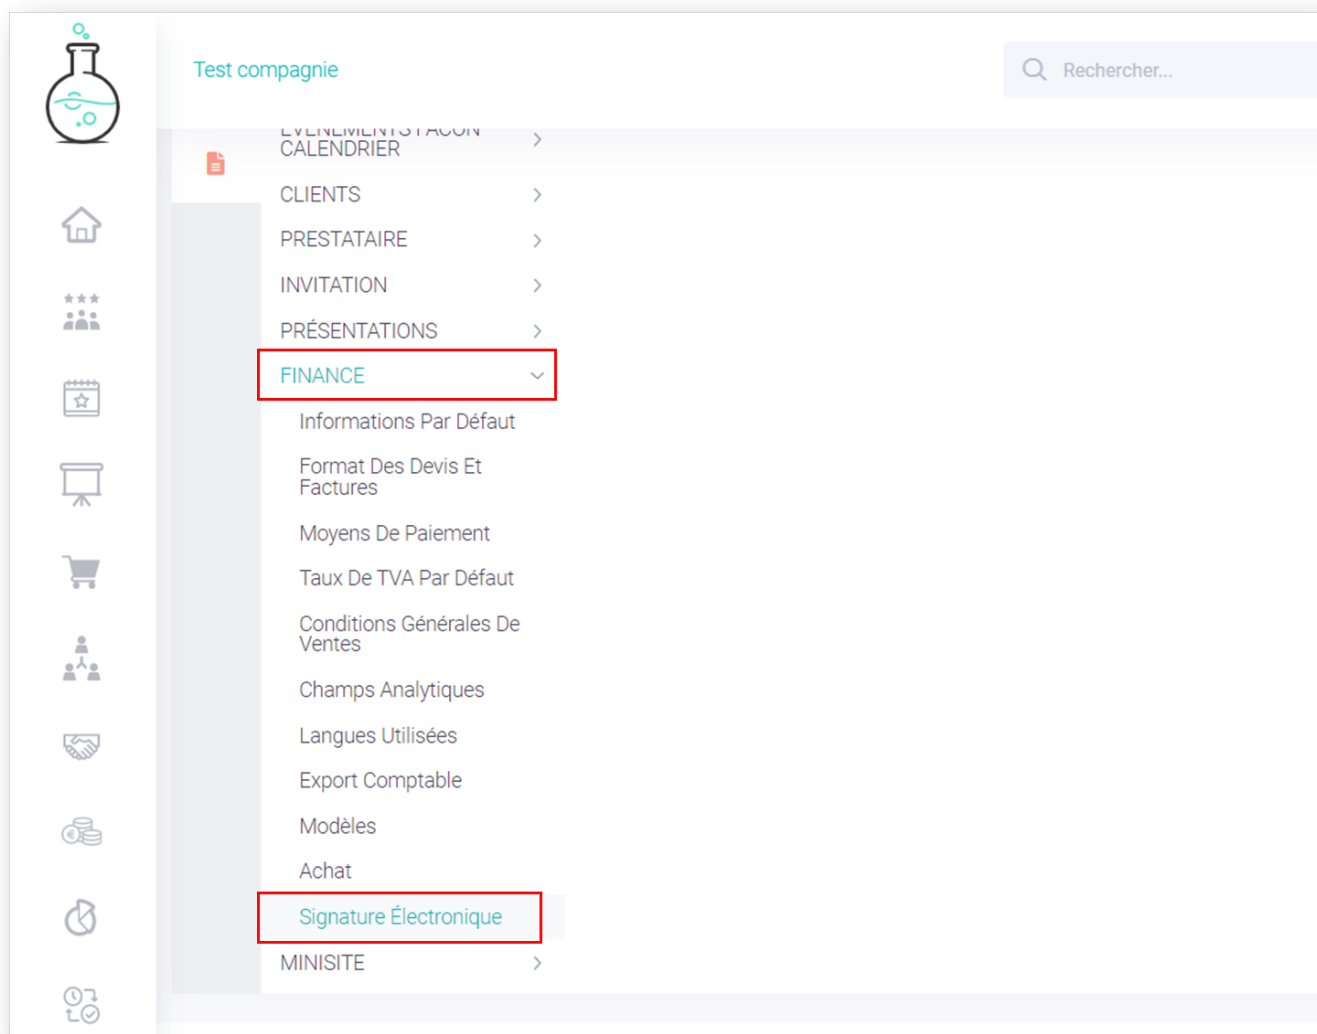 Test compagnie
Rechercher...
ÉVÉNEMENTS FAÇON
CALENDRIER
CLIENTS
PRESTATAIRE
INVITATION
PRÉSENTATIONS
FINANCE
Informations Par Défaut
Format Des Devis Et
Factures
Moyens De Paiement
Taux De TVA Par Défaut
Conditions Générales De
Ventes
Champs Analytiques
Langues Utilisées
Export Comptable
Modèles
Achat
Signature Électronique
MINISITE